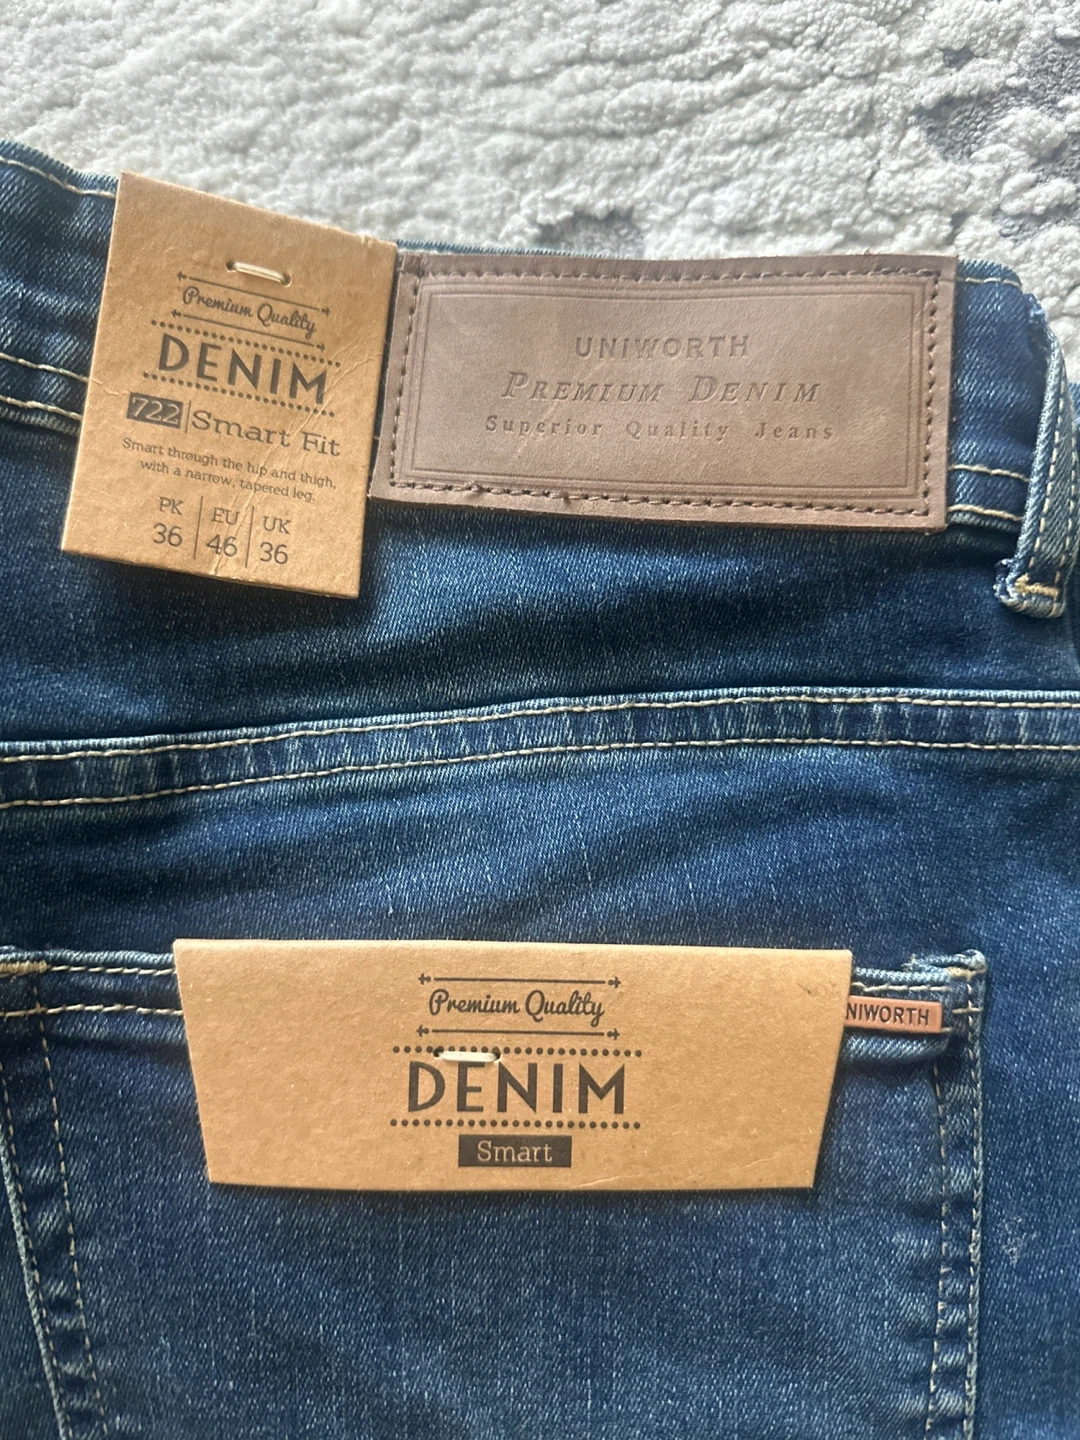 Premium Quality
DENIM
722 Smart Fit
Smart through the hip and thigh,
with a narrow, tapered leg.
PK EU UK
36 46 36
UNIWORTH
PREMIUM DENIM
Superior Quality Jeans
Premium Quality
DENIM
Smart
NIWORTH